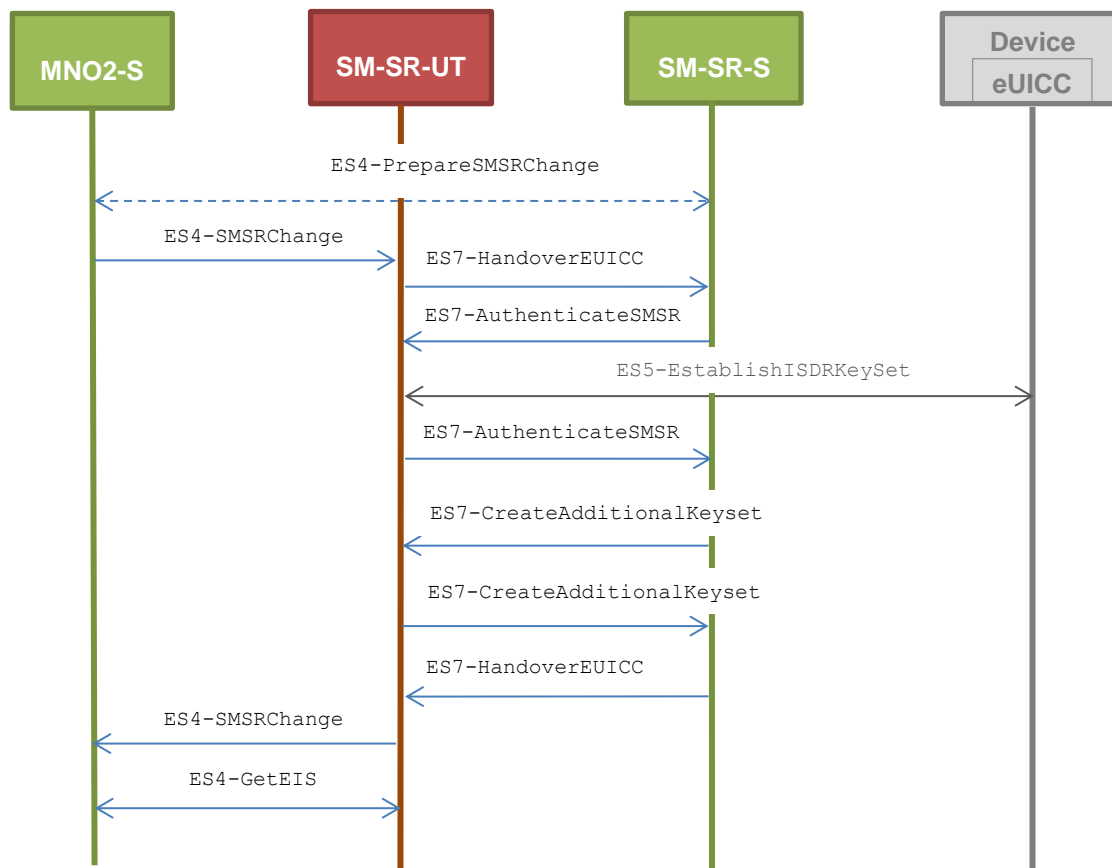 MNO2-S
SM-SR-UT
SM-SR-S
Device
eUICC
ES4-PrepareSMSRChange
ES4-SMSRChange
ES7-HandoverEUICC
ES7-AuthenticateSMSR
ES5-EstablishISDRKeySet
ES7-AuthenticateSMSR
ES7-CreateAdditionalKeyset
ES7-CreateAdditionalKeyset
ES7-HandoverEUICC
ES4-SMSRChange
ES4-GetEIS